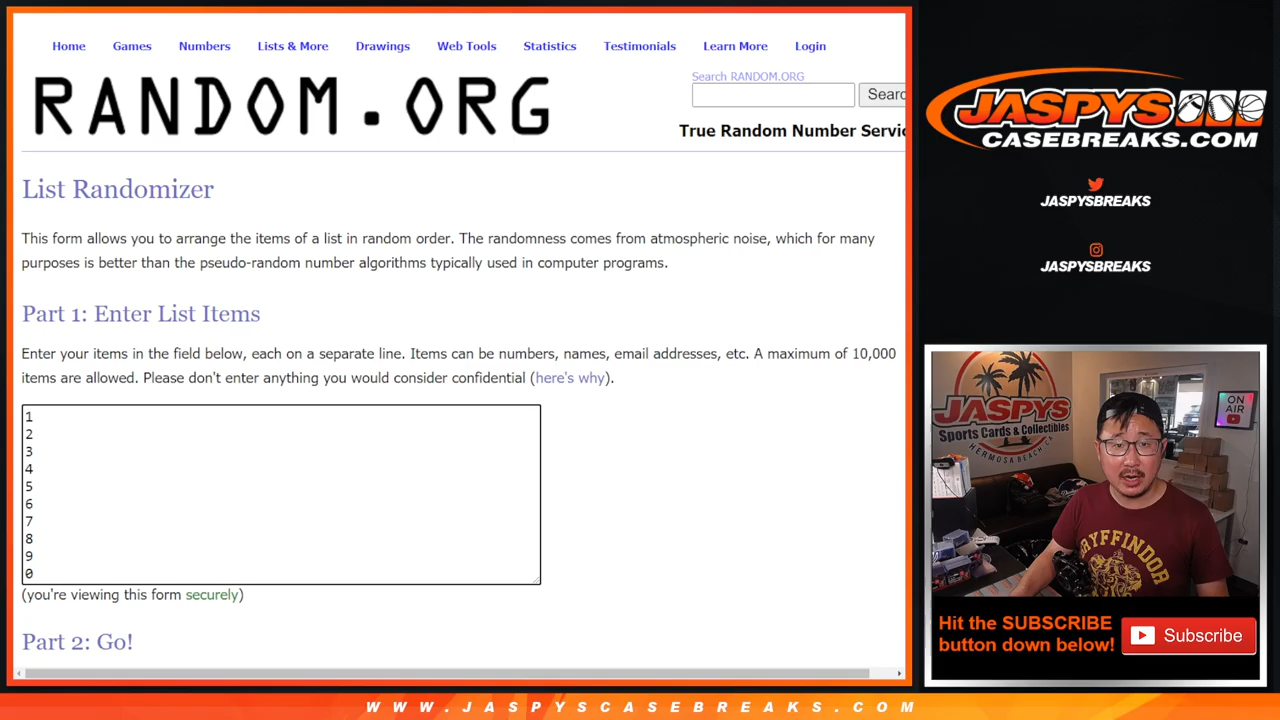 Home Games Numbers Lists & More Drawings Web Tools Statistics Testimonials Learn More Login
RANDOM.ORG
Search RANDOM.ORG
Searc
True Random Number Servic
List Randomizer
This form allows you to arrange the items of a list in random order. The randomness comes from atmospheric noise, which for many
purposes is better than the pseudo-random number algorithms typically used in computer programs.
Part 1: Enter List Items
Enter your items in the field below, each on a separate line. Items can be numbers, names, email addresses, etc. A maximum of 10,000
items are allowed. Please don't enter anything you would consider confidential (here's why).
1
2
3
4
5
6
7
8
9
0
(you're viewing this form securely)
Part 2: Go!
JASPYS
CASEBREAKS.COM
JASPYSBREAKS
JASPYSBREAKS
JASPYS
Sports Cards & Collectibles
HERMOSA BEACH, CA
ON
AIR
GRYFFINDOR
Hit the SUBSCRIBE
button down below!
Subscribe
WWW.JASPYSCASEBREAKS.COM